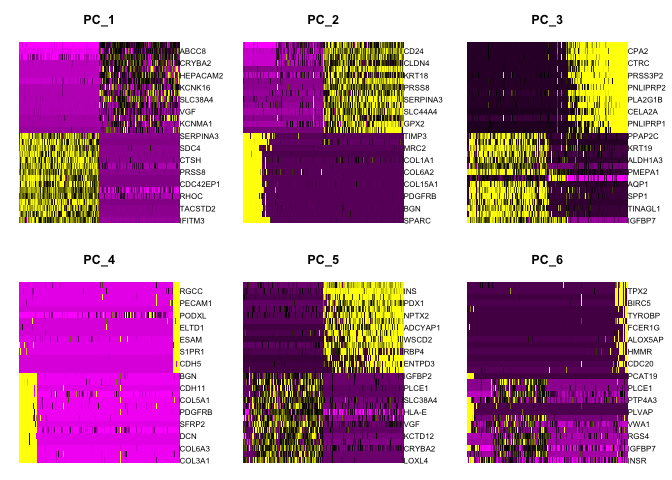 PC_1
ABCC8
CRYBA2
HEPACAM2
KCNK16
SLC38A4
VGF
KCNMA1
SERPINA3
SDC4
CTSH
PRSS8
CDC42EP1
RHOC
TACSTD2
IFITM3
PC_2
CD24
CLDN4
KRT18
PRSS8
SERPINA3
SLC44A4
GPX2
TIMP3
MRC2
COL1A1
COL6A2
COL15A1
PDGFRB
BGN
SPARC
PC_3
CPA2
CTRC
PRSS3P2
PNLIPRP2
PLA2G1B
CELA2A
PNLIPRP1
PPAP2C
KRT19
ALDH1A3
PMEPA1
AQP1
SPP1
TINAGL1
IGFBP7
PC_4
RGCC
PECAM1
PODXL
ELTD1
ESAM
S1PR1
CDH5
BGN
CDH11
COL5A1
PDGFRB
SFRP2
DCN
COL6A3
COL3A1
PC_5
INS
PDX1
NPTX2
ADCYAP1
WSCD2
RBP4
ENTPD3
IGFBP2
PLCE1
SLC38A4
HLA-E
VGF
KCTD12
CRYBA2
LOXL4
PC_6
TPX2
BIRC5
TYROBP
FCER1G
ALOX5AP
HMMR
CDC20
PCAT19
PLCE1
PTP4A3
PLVAP
VWA1
RGS4
IGFBP7
INSR